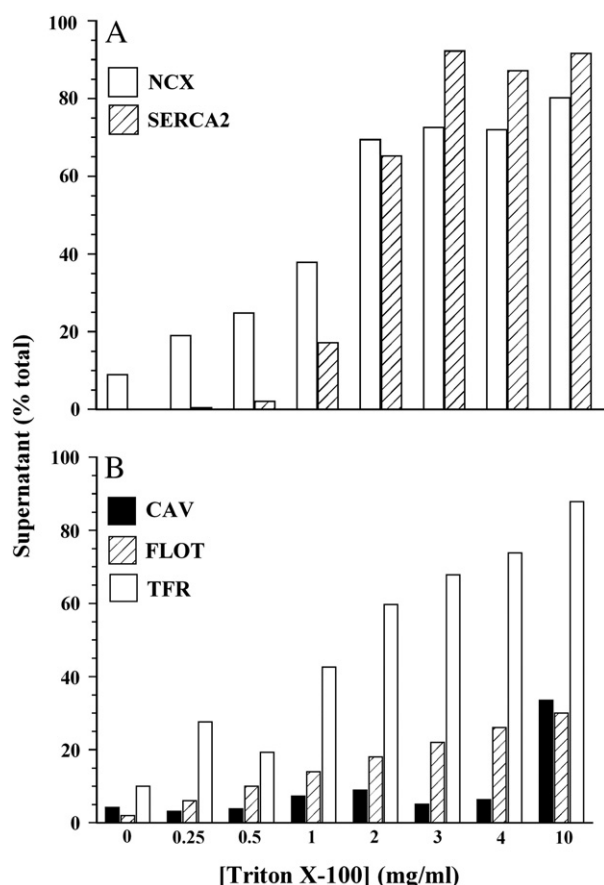 A
NCX
SERCA2
100
80
60
40
20
0
B
CAV
FLOT
TFR
100
80
60
40
20
0
Supernatant (% total)
0 0.25 0.5 1 2 3 4 10
[Triton X-100] (mg/ml)